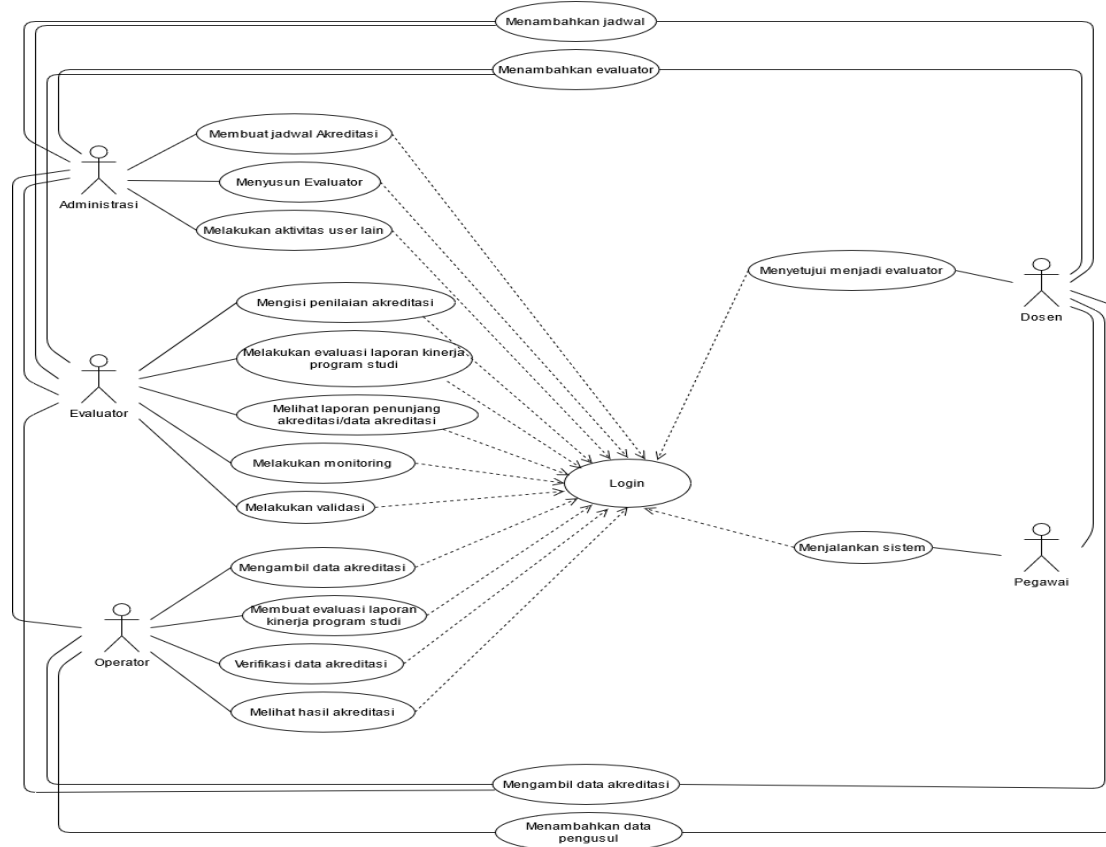 Menambahkan jadwal
Menambahkan evaluator
Membuat jadwal Akreditasi
Menyusun Evaluator
Administrasi
Melakukan aktivitas user lain
Menyetujui menjadi evaluator
Dosen
Mengisi penilaian akreditasi
Melakukan evaluasi laporan kinerja
program studi
Evaluator
Melihat laporan penunjang
akreditasi/data akreditasi
Melakukan monitoring
Login
Melakukan validasi
Menjalankan sistem
Pegawai
Mengambil data akreditasi
Membuat evaluasi laporan
kinerja program studi
Operator
Verifikasi data akreditasi
Melihat hasil akreditasi
Mengambil data akreditasi
Menambahkan data
pengusul